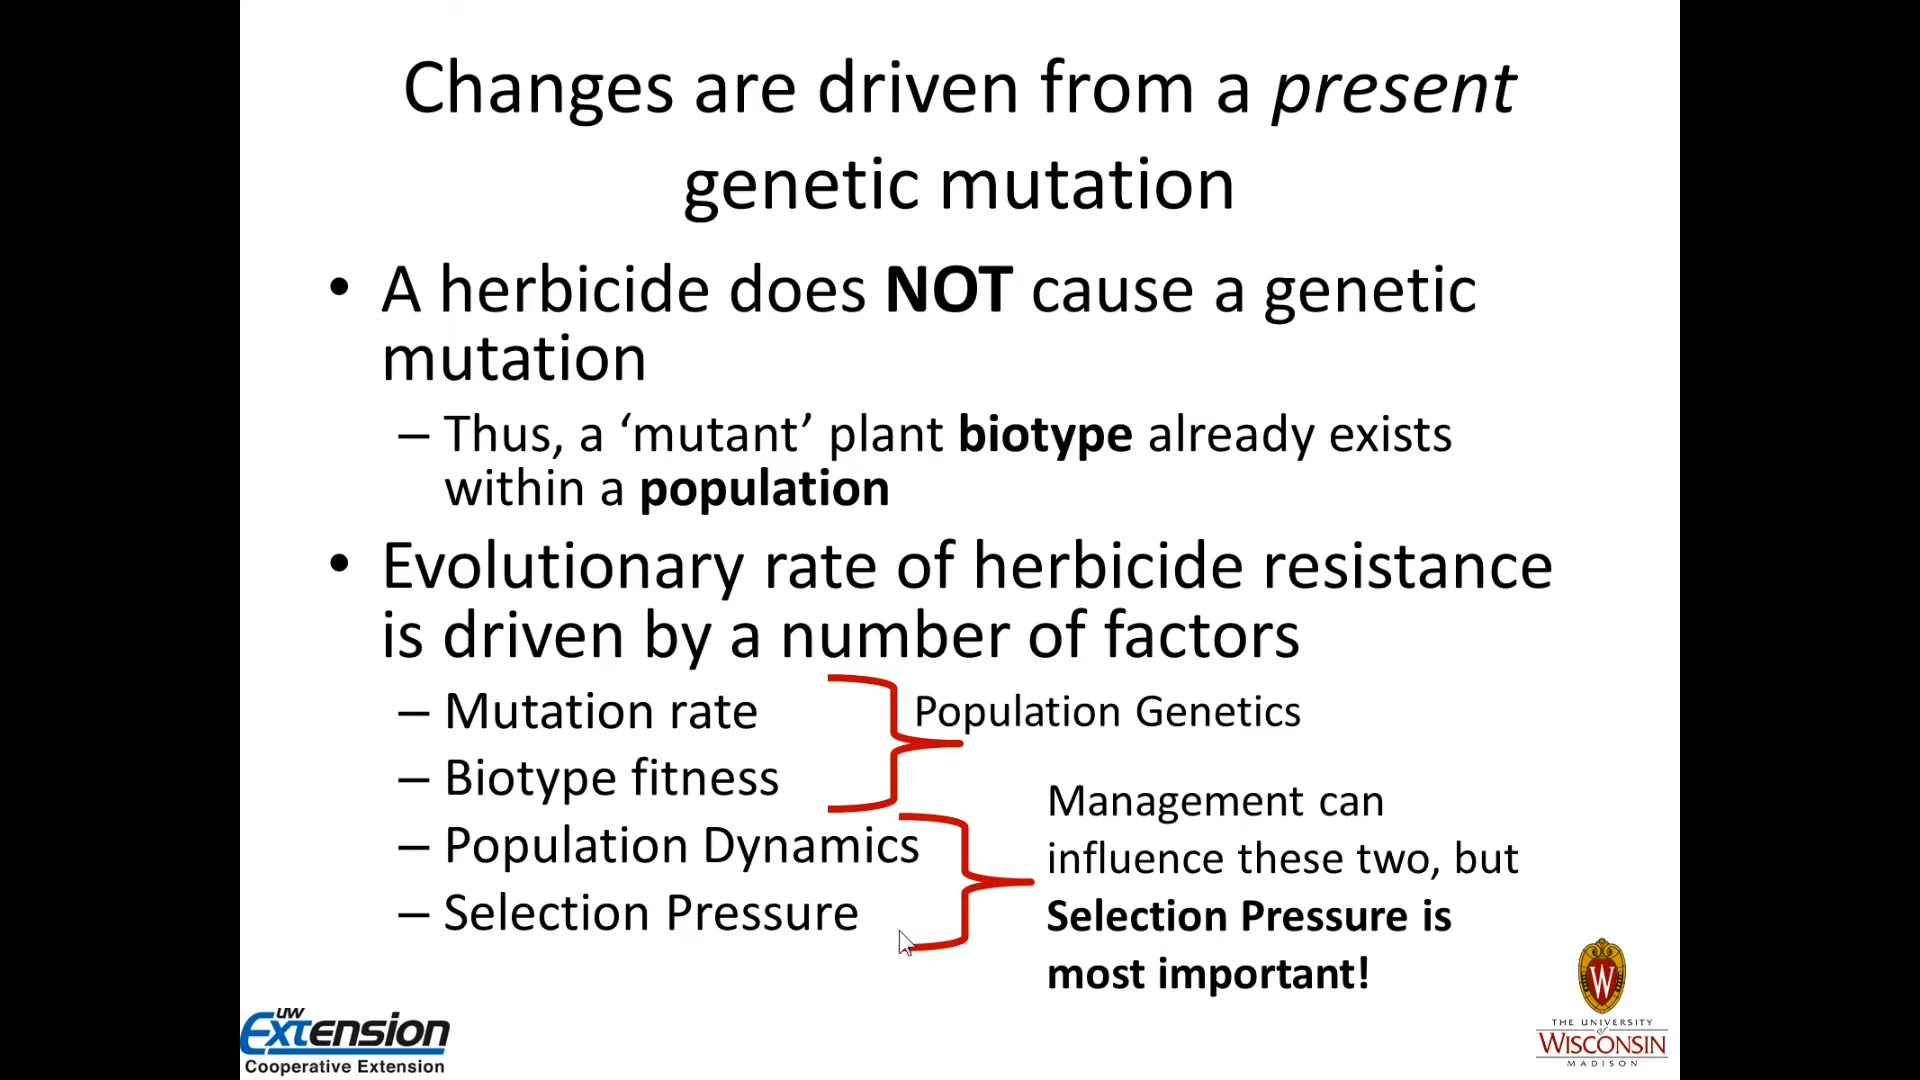 Changes are driven from a present
genetic mutation
• A herbicide does NOT cause a genetic
mutation
– Thus, a ‘mutant’ plant biotype already exists
within a population
• Evolutionary rate of herbicide resistance
is driven by a number of factors
– Mutation rate
– Biotype fitness
– Population Dynamics
– Selection Pressure
Population Genetics
Management can
influence these two, but
Selection Pressure is
most important!
UW
Extension
Cooperative Extension
W
THE UNIVERSITY
of
WISCONSIN
MADISON